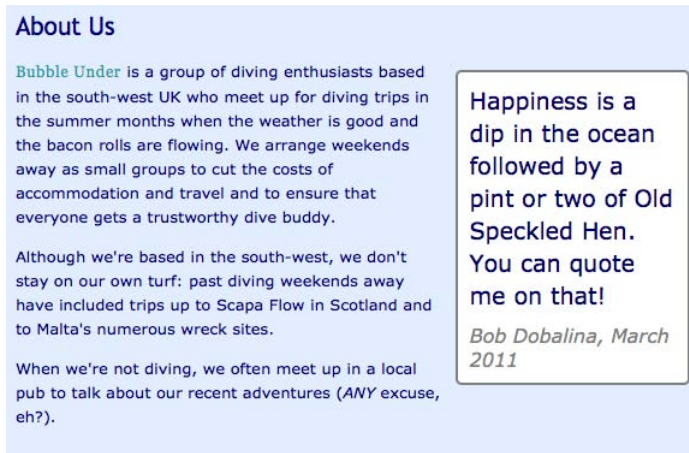 About Us
Bubble Under is a group of diving enthusiasts based
in the south-west UK who meet up for diving trips in
the summer months when the weather is good and
the bacon rolls are flowing. We arrange weekends
away as small groups to cut the costs of
accommodation and travel and to ensure that
everyone gets a trustworthy dive buddy.
Although we're based in the south-west, we don't
stay on our own turf: past diving weekends away
have included trips up to Scapa Flow in Scotland and
to Malta's numerous wreck sites.
When we're not diving, we often meet up in a local
pub to talk about our recent adventures (ANY excuse,
eh?).
Happiness is a
dip in the ocean
followed by a
pint or two of Old
Speckled Hen.
You can quote
me on that!
Bob Dobalina, March
2011